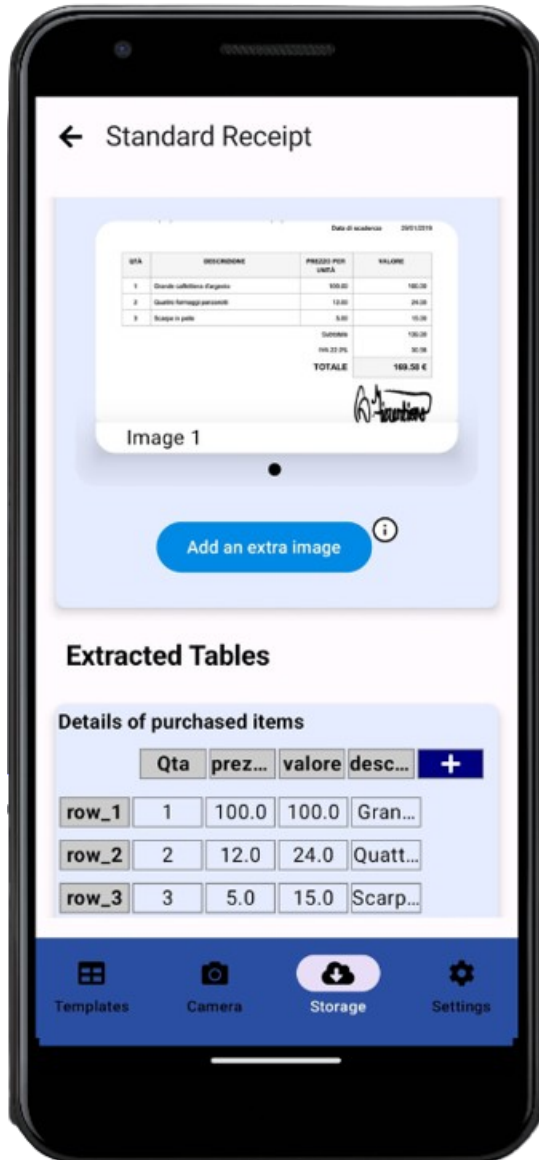 Standard Receipt
Data di scadenza 29/01/2019
QTÀ DESCRIZIONE PREZZO PER UNITÀ VALORE
1 Grande caffettiera d'argento 100.00 100.00
2 Quattro formaggi panzerotti 12.00 24.00
3 Scarpe in pelle 5.00 15.00
Subtotale 139.00
IVA 22.0% 30.58
TOTALE 169.58 €
Image 1
Add an extra image
Extracted Tables
Details of purchased items
Qta prez... valore desc... +
row_1 1 100.0 100.0 Gran...
row_2 2 12.0 24.0 Quatt...
row_3 3 5.0 15.0 Scarp...
Templates Camera Storage Settings